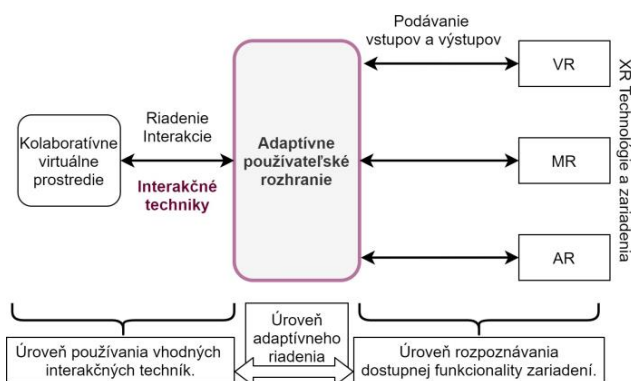 Podávanie
vstupov a výstupov
VR
Kolaboratívne
virtuálne
prostredie
Riadenie
Interakcie
Interakčné
techniky
Adaptívne
používateľské
rozhranie
MR
AR
XR Technológie a zariadenia
Úroveň používania vhodných
interakčných techník.
Úroveň
adaptívneho
riadenia
Úroveň rozpoznávania
dostupnej funkcionality zariadení.